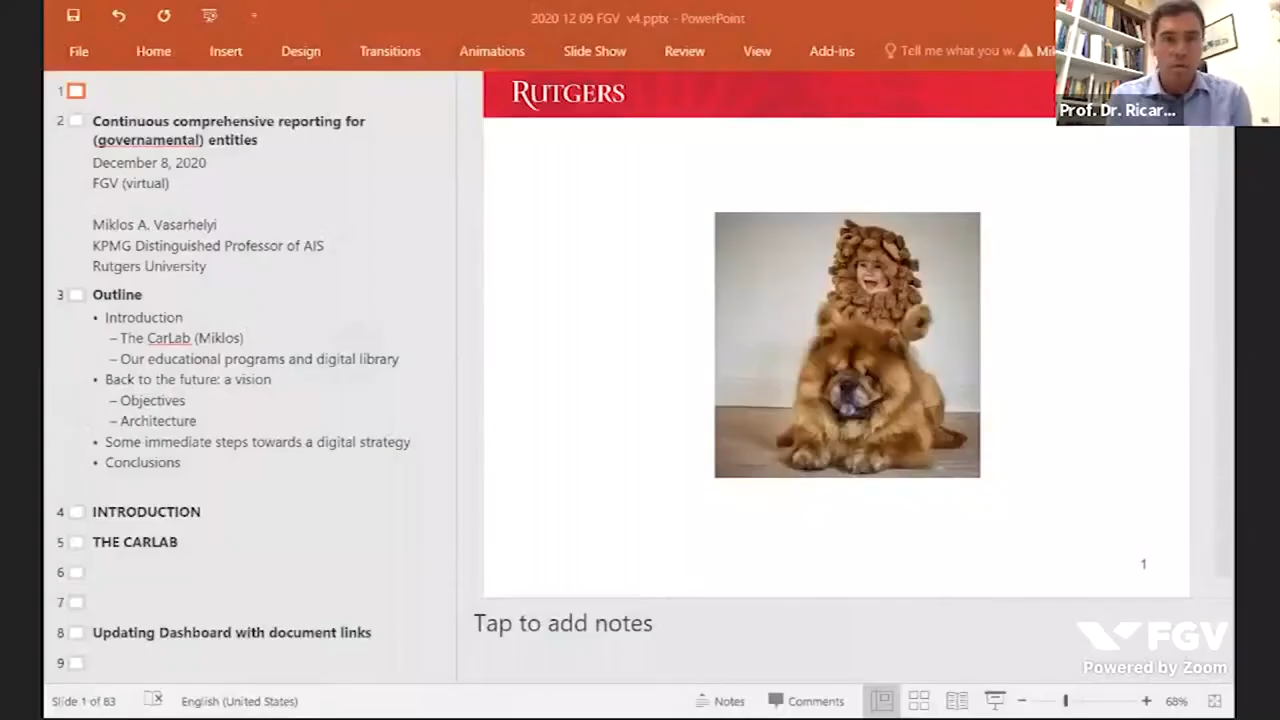 2020 12 09 FGV v4.pptx - PowerPoint
File Home Insert Design Transitions Animations Slide Show Review View Add-ins Tell me what you w. Mik
Prof. Dr. Ricar...
RUTGERS
1
2 Continuous comprehensive reporting for
(governamental) entities
December 8, 2020
FGV (virtual)
Miklos A. Vasarhelyi
KPMG Distinguished Professor of AIS
Rutgers University
3 Outline
• Introduction
– The CarLab (Miklos)
– Our educational programs and digital library
• Back to the future: a vision
– Objectives
– Architecture
• Some immediate steps towards a digital strategy
• Conclusions
4 INTRODUCTION
5 THE CARLAB
6
7
8 Updating Dashboard with document links
9
1
Tap to add notes
FGV
Powered by Zoom
Slide 1 of 83 English (United States) Notes Comments 68%